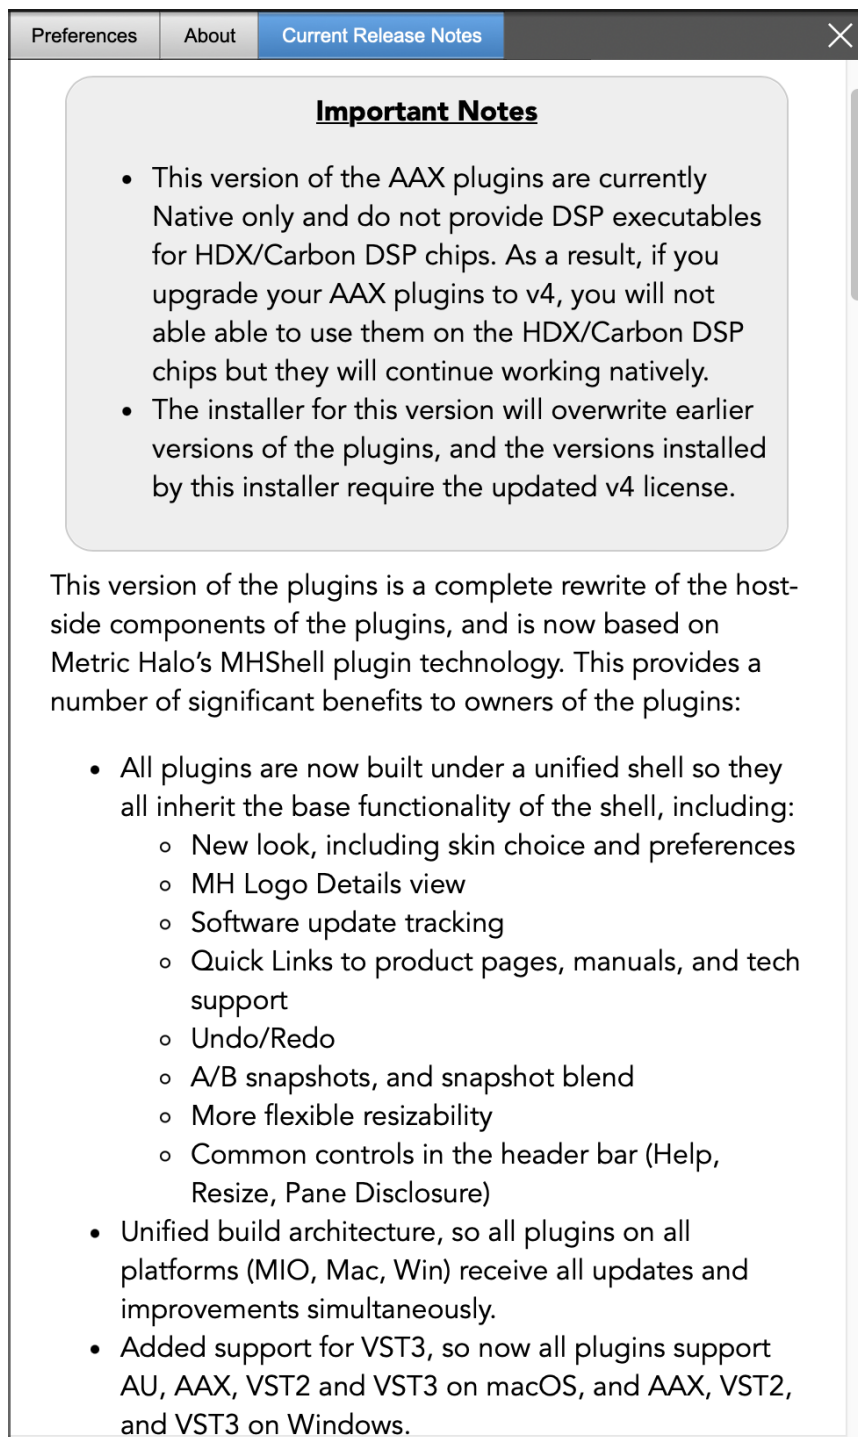 Preferences About Current Release Notes
Important Notes
• This version of the AAX plugins are currently
Native only and do not provide DSP executables
for HDX/Carbon DSP chips. As a result, if you
upgrade your AAX plugins to v4, you will not
able able to use them on the HDX/Carbon DSP
chips but they will continue working natively.
• The installer for this version will overwrite earlier
versions of the plugins, and the versions installed
by this installer require the updated v4 license.
This version of the plugins is a complete rewrite of the host-
side components of the plugins, and is now based on
Metric Halo’s MHShell plugin technology. This provides a
number of significant benefits to owners of the plugins:
• All plugins are now built under a unified shell so they
all inherit the base functionality of the shell, including:
◦ New look, including skin choice and preferences
◦ MH Logo Details view
◦ Software update tracking
◦ Quick Links to product pages, manuals, and tech
support
◦ Undo/Redo
◦ A/B snapshots, and snapshot blend
◦ More flexible resizability
◦ Common controls in the header bar (Help,
Resize, Pane Disclosure)
• Unified build architecture, so all plugins on all
platforms (MIO, Mac, Win) receive all updates and
improvements simultaneously.
• Added support for VST3, so now all plugins support
AU, AAX, VST2 and VST3 on macOS, and AAX, VST2,
and VST3 on Windows.